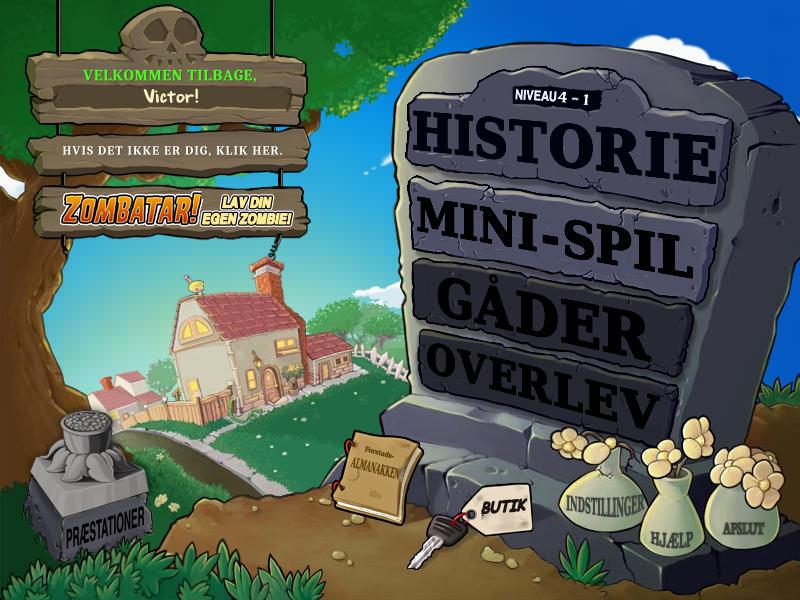 VELKOMMEN TILBAGE,
Victor!
HVIS DET IKKE ER DIG, KLIK HER.
ZOMBATAR!
LAV DIN
EGEN ZOMBIE!
NIVEAU 4 - 1
HISTORIE
MINI-SPIL
GÅDER
OVERLEV
Forstads-
ALMANAKKEN
BUTIK
INDSTILLINGER
HJÆLP
AFSLUT
PRÆSTATIONER